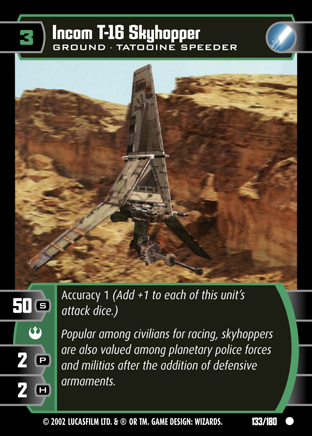 3 Incom T-16 Skyhopper
GROUND · TATOOINE SPEEDER
50 S
Accuracy 1 (Add +1 to each of this unit's
attack dice.)
Popular among civilians for racing, skyhoppers
2 P
are also valued among planetary police forces
and militias after the addition of defensive
2 H
armaments.
© 2002 LUCASFILM LTD. & ® OR TM. GAME DESIGN: WIZARDS. 133/180